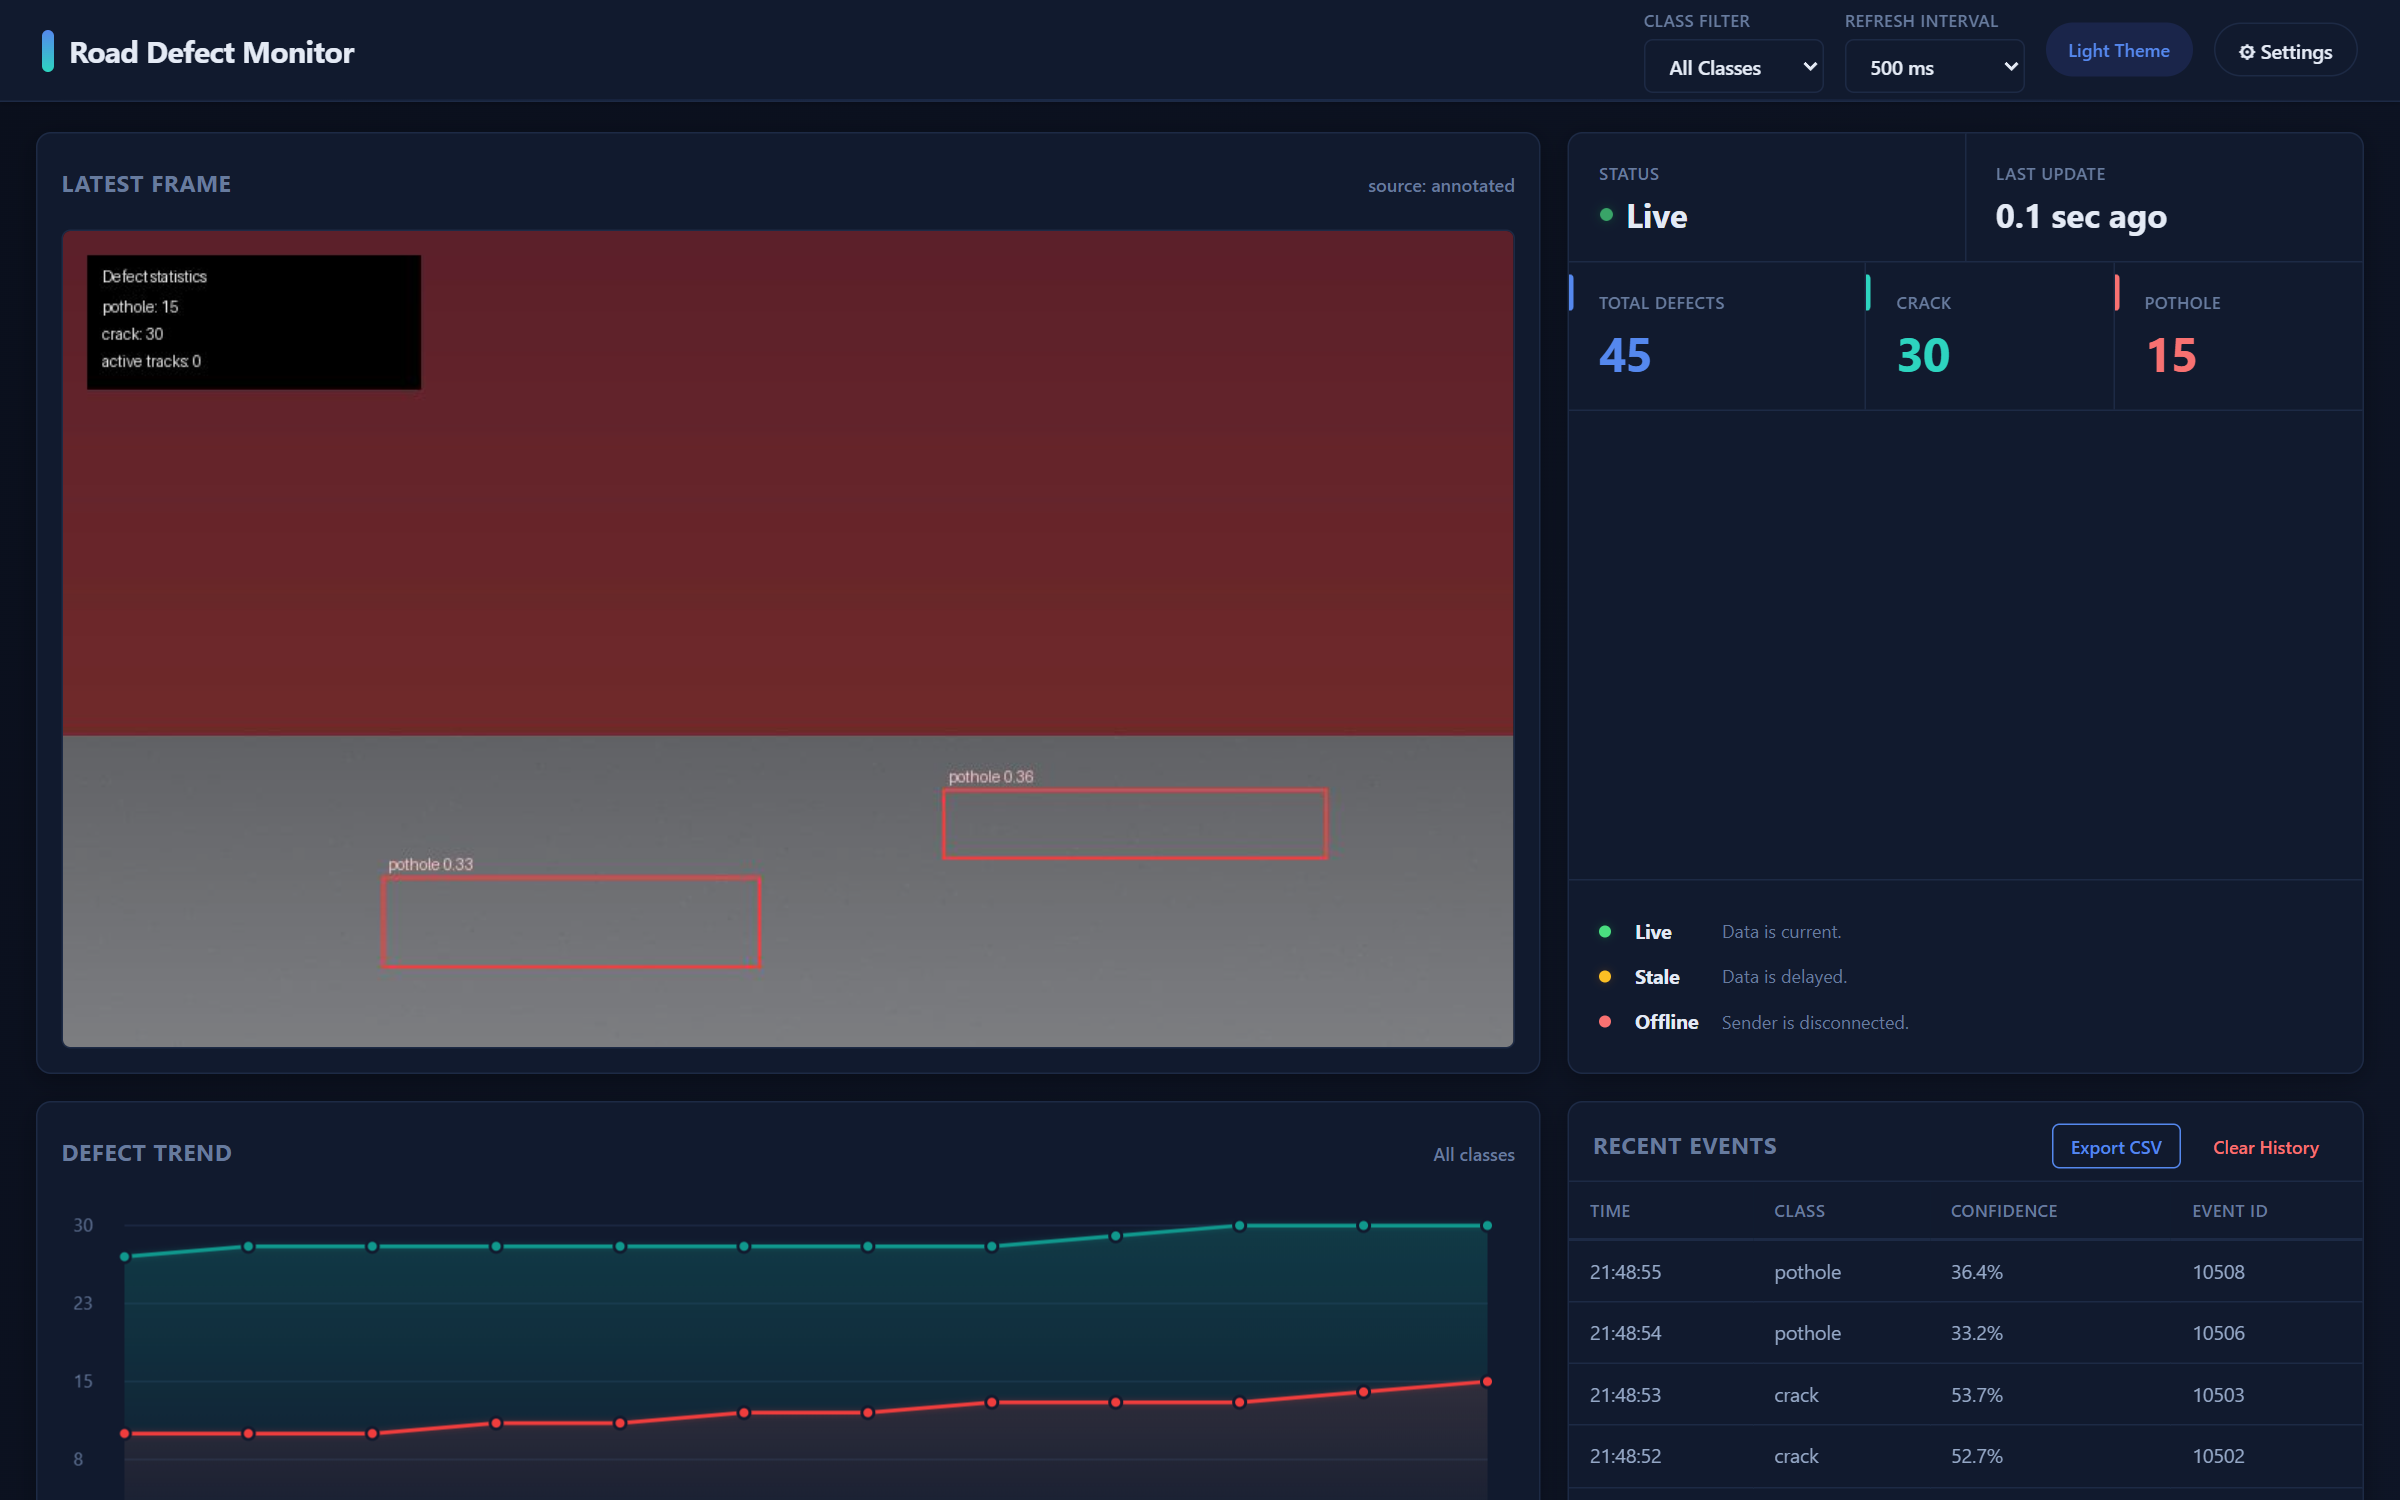 Road Defect Monitor
CLASS FILTER
All Classes
REFRESH INTERVAL
500 ms
Light Theme
⚙ Settings
LATEST FRAME
source: annotated
Defect statistics
pothole: 15
crack: 30
active tracks: 0
pothole 0.36
pothole 0.33
STATUS
Live
LAST UPDATE
0.1 sec ago
TOTAL DEFECTS
45
CRACK
30
POTHOLE
15
Live Data is current.
Stale Data is delayed.
Offline Sender is disconnected.
DEFECT TREND
All classes
30
23
15
8
RECENT EVENTS
Export CSV
Clear History
TIME CLASS CONFIDENCE EVENT ID
21:48:55 pothole 36.4% 10508
21:48:54 pothole 33.2% 10506
21:48:53 crack 53.7% 10503
21:48:52 crack 52.7% 10502